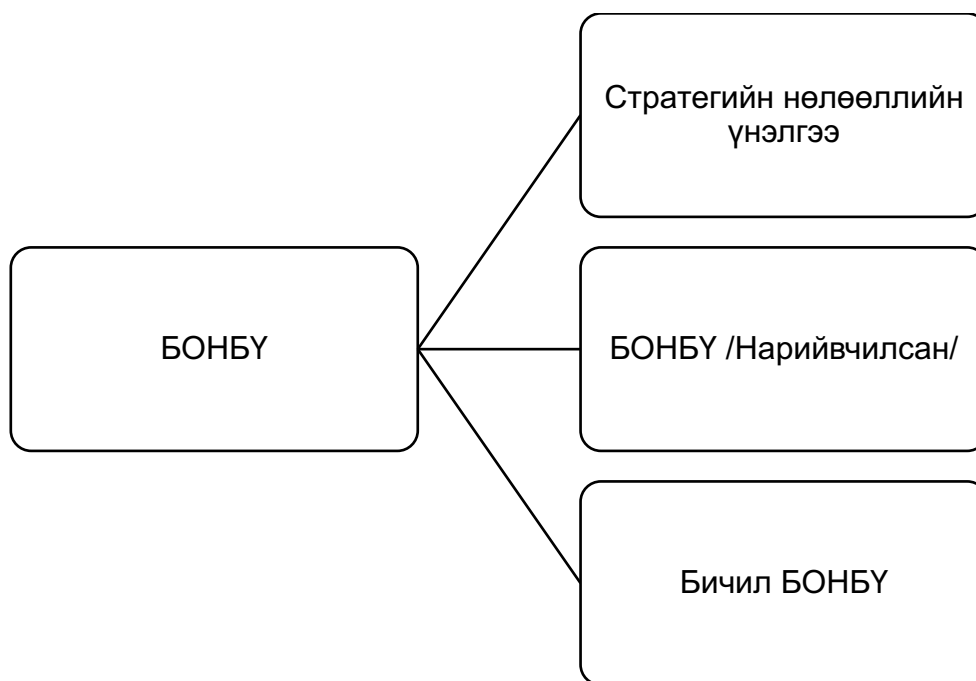 Стратегийн нөлөөллийн
үнэлгээ
БОНБҮ
БОНБҮ /Нарийвчилсан/
Бичил БОНБҮ